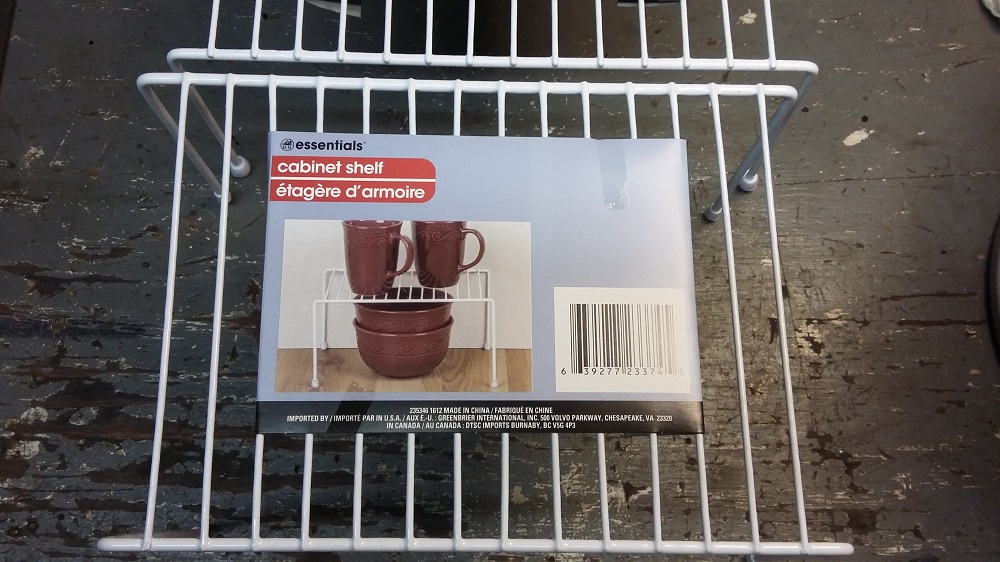 essentials™
cabinet shelf
étagère d'armoire
6 39277 23374 5
235346 1612 MADE IN CHINA / FABRIQUÉ EN CHINE
IMPORTED BY / IMPORTÉ PAR IN U.S.A. / AUX É.-U. : GREENBRIER INTERNATIONAL, INC. 500 VOLVO PARKWAY, CHESAPEAKE, VA 23320
IN CANADA / AU CANADA : DTSC IMPORTS BURNABY, BC V5G 4P3